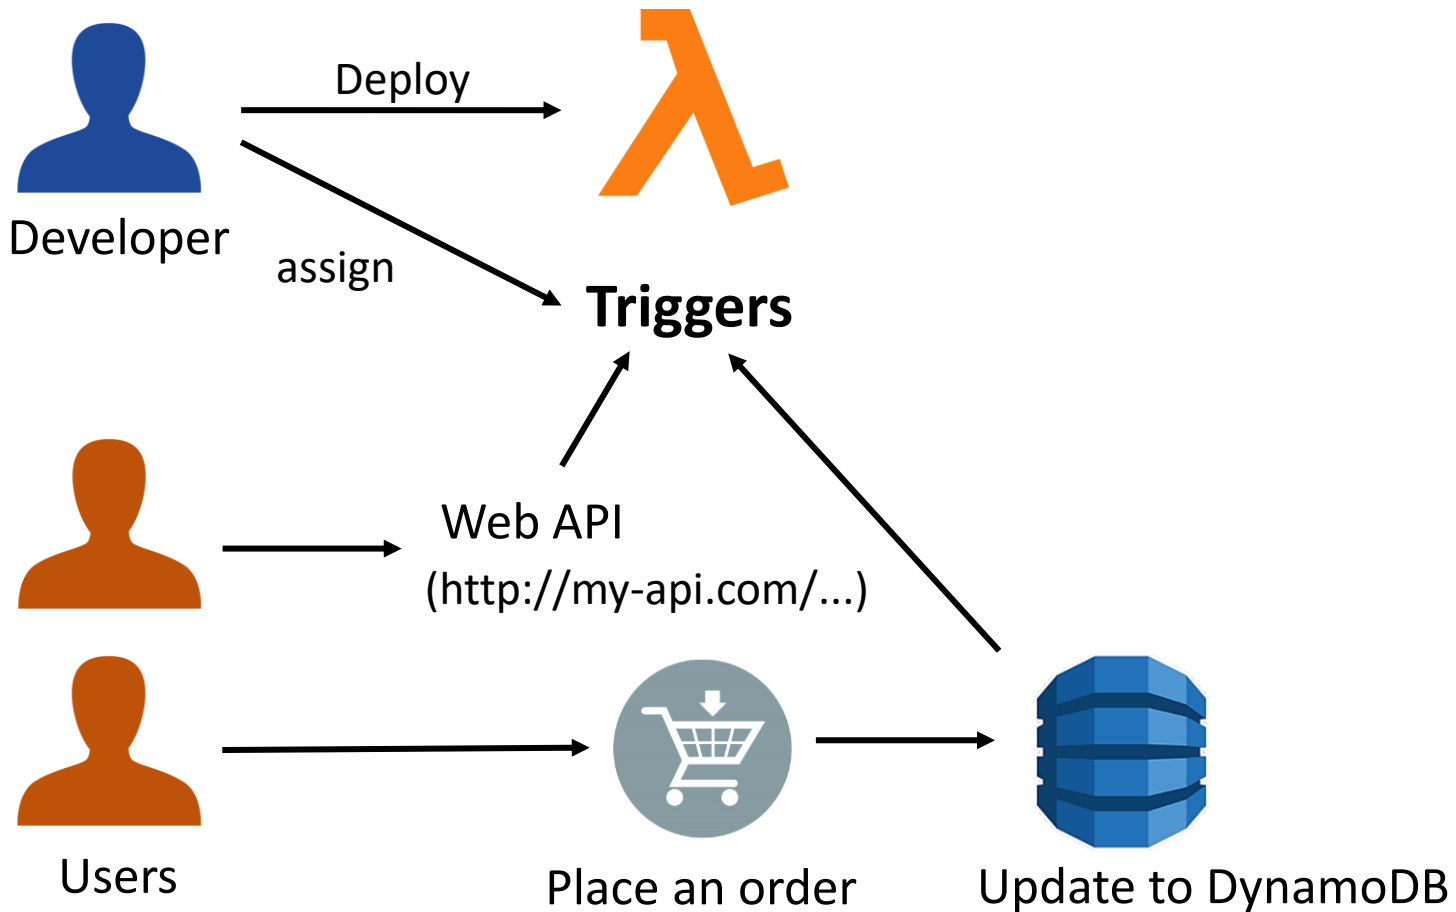 Deploy
Developer
assign
Triggers
Web API
(http://my-api.com/...)
Users
Place an order
Update to DynamoDB